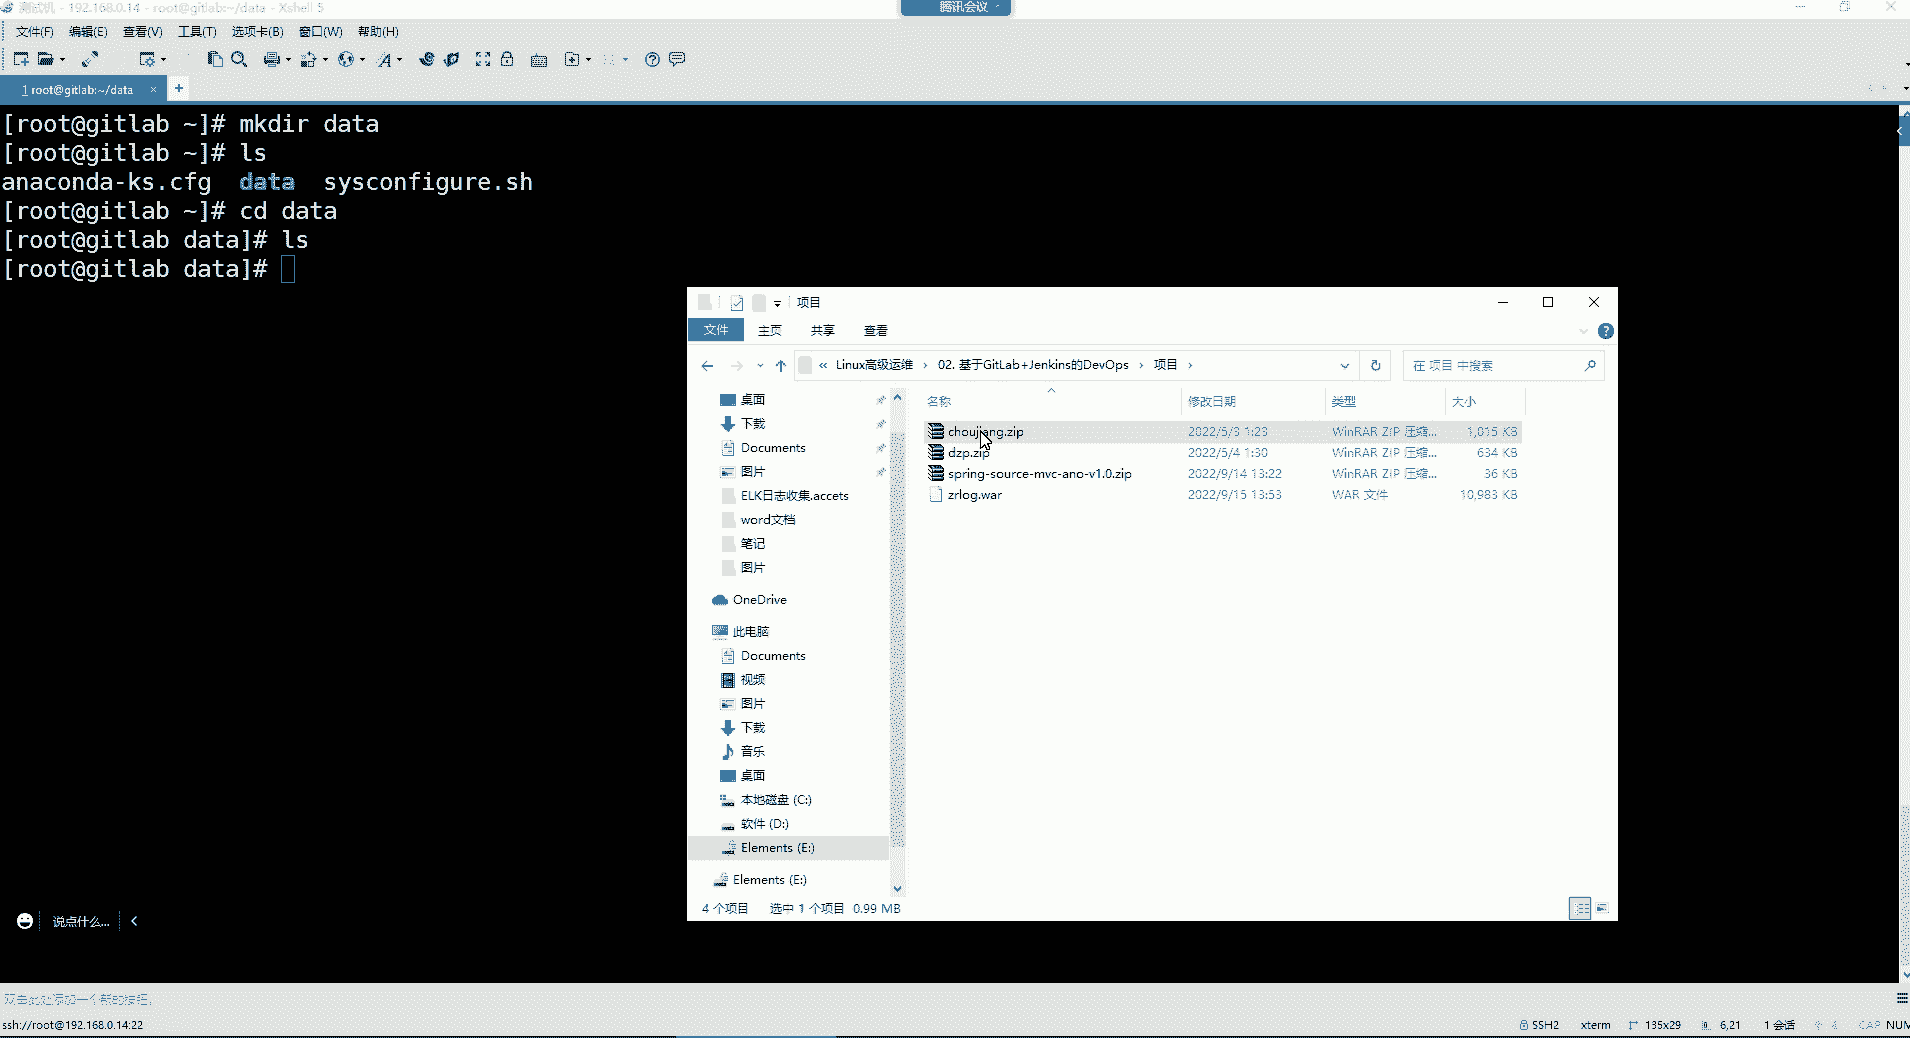 测试机 - 192.168.0.14 - root@gitlab:~/data - Xshell 5
腾讯会议
文件(F) 编辑(E) 查看(V) 工具(T) 选项卡(B) 窗口(W) 帮助(H)
1 root@gitlab:~/data × +
[root@gitlab ~]# mkdir data
[root@gitlab ~]# ls
anaconda-ks.cfg data sysconfigure.sh
[root@gitlab ~]# cd data
[root@gitlab data]# ls
[root@gitlab data]#
项目
文件 主页 共享 查看
« Linux高级运维 › 02. 基于GitLab+Jenkins的DevOps › 项目 ›
在 项目 中搜索
名称 修改日期 类型 大小
choujiang.zip 2022/5/3 1:23 WinRAR ZIP 压缩... 1,015 KB
dzp.zip 2022/5/4 1:30 WinRAR ZIP 压缩... 634 KB
spring-source-mvc-ano-v1.0.zip 2022/9/14 13:22 WinRAR ZIP 压缩... 36 KB
zrlog.war 2022/9/15 13:53 WAR 文件 10,983 KB
桌面
下载
Documents
图片
ELK日志收集.accets
word文档
笔记
图片
OneDrive
此电脑
Documents
视频
图片
下载
音乐
桌面
本地磁盘 (C:)
软件 (D:)
Elements (E:)
Elements (E:)
4 个项目 选中 1 个项目 0.99 MB
说点什么...
双击此处添加一个新的按钮。
ssh://root@192.168.0.14:22
SSH2 xterm 135x29 6,21 1 会话 CAP NUM